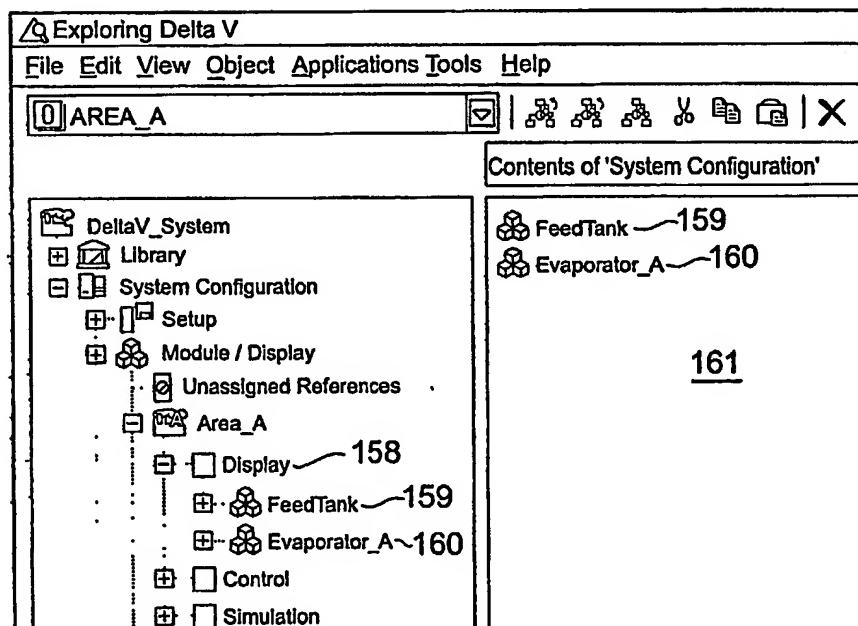 Exploring Delta V
File Edit View Object Applications Tools Help
AREA_A
Contents of 'System Configuration'
DeltaV_System
Library
System Configuration
Setup
Module / Display
Unassigned References
Area_A
Display 158
FeedTank 159
Evaporator_A 160
Control
Simulation
FeedTank 159
Evaporator_A 160
161